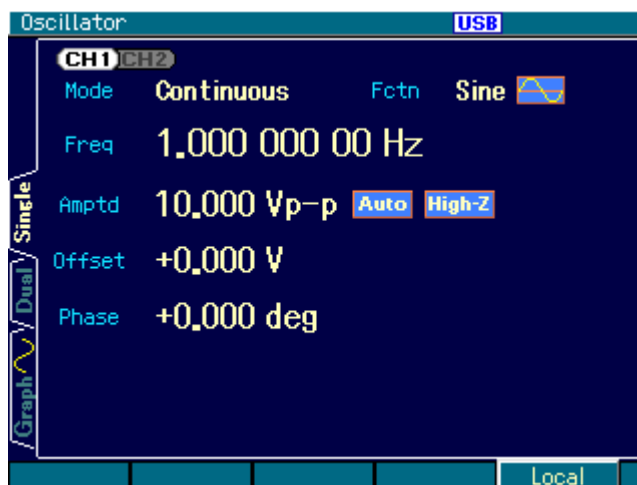 Oscillator USB
CH1 CH2
Mode Continuous Fctn Sine
Freq 1.000 000 00 Hz
Amptd 10.000 Vp-p Auto High-Z
Offset +0.000 V
Phase +0.000 deg
Single
Dual
Graph
Local